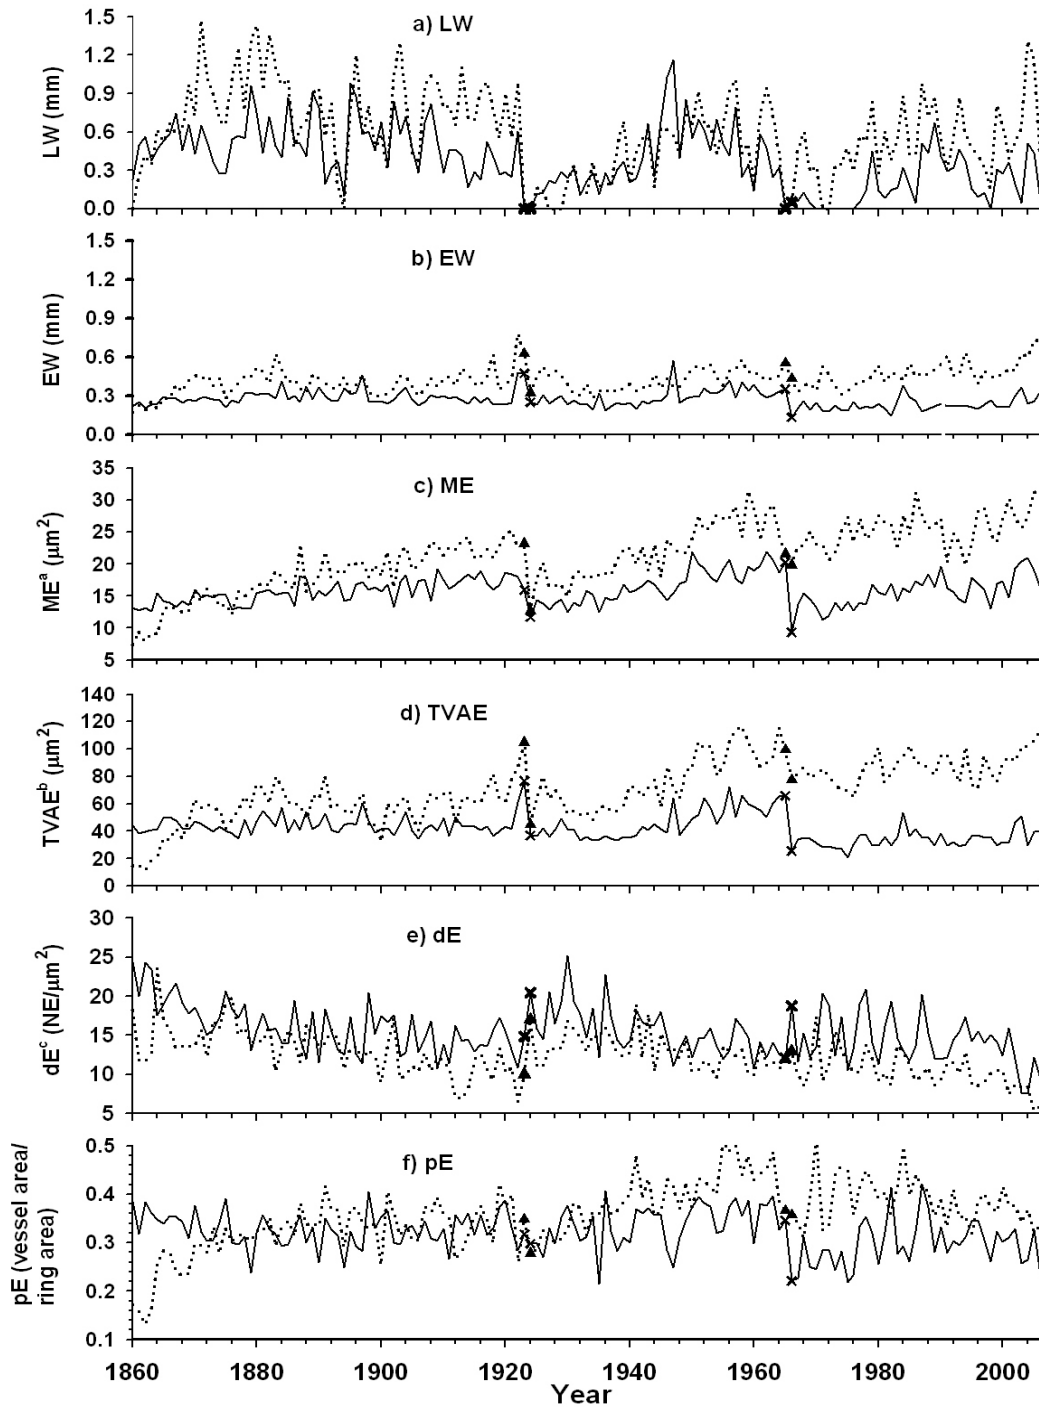 a) LW
LW (mm)
1.5
1.2
0.9
0.6
0.3
0.0
b) EW
EW (mm)
1.5
1.2
0.9
0.6
0.3
0.0
c) ME
MEᵃ (μm²)
35
30
25
20
15
10
5
d) TVAE
TVAEᵇ (μm²)
140
120
100
80
60
40
20
0
e) dE
dEᶜ (NE/μm²)
30
25
20
15
10
5
f) pE
pE (vessel area/
ring area)
0.5
0.4
0.3
0.2
0.1
1860 1880 1900 1920 1940 1960 1980 2000
Year